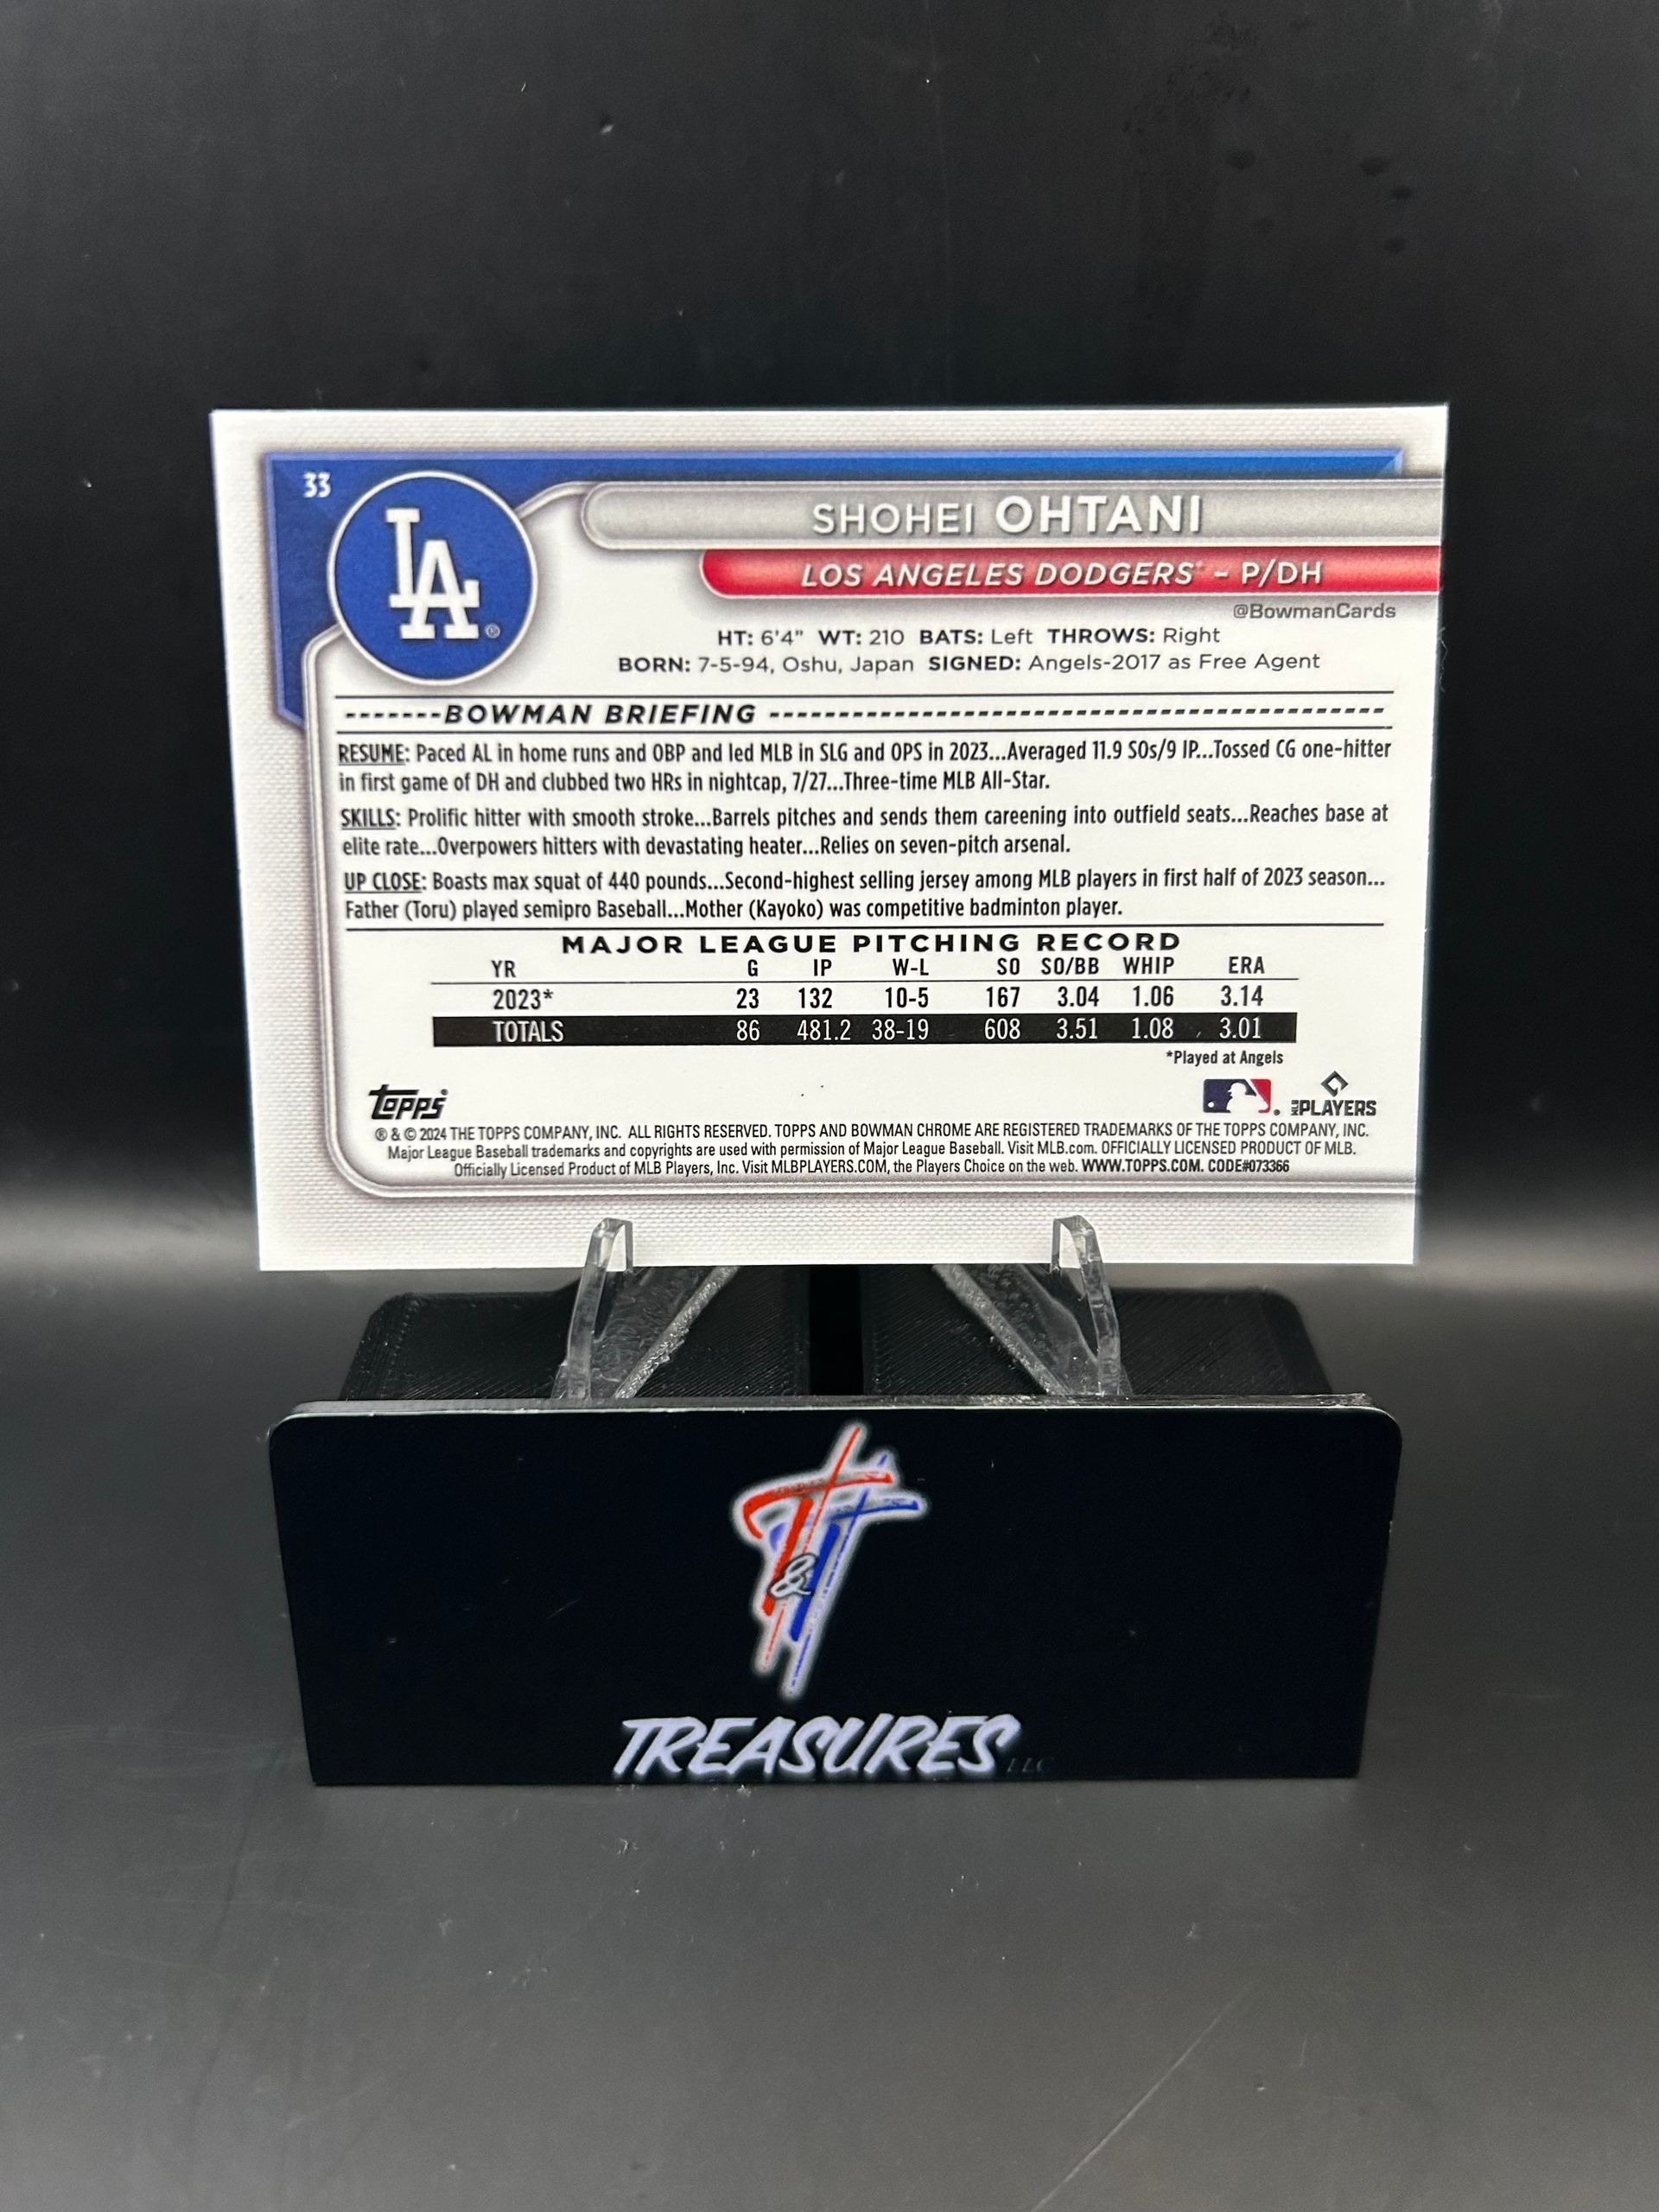 33
LA®
SHOHEI OHTANI
LOS ANGELES DODGERS® - P/DH
@BowmanCards
HT: 6'4" WT: 210 BATS: Left THROWS: Right
BORN: 7-5-94, Oshu, Japan SIGNED: Angels-2017 as Free Agent
-------BOWMAN BRIEFING --------------------------------------------
RESUME: Paced AL in home runs and OBP and led MLB in SLG and OPS in 2023...Averaged 11.9 SOs/9 IP...Tossed CG one-hitter
in first game of DH and clubbed two HRs in nightcap, 7/27...Three-time MLB All-Star.
SKILLS: Prolific hitter with smooth stroke...Barrels pitches and sends them careening into outfield seats...Reaches base at
elite rate...Overpowers hitters with devastating heater...Relies on seven-pitch arsenal.
UP CLOSE: Boasts max squat of 440 pounds...Second-highest selling jersey among MLB players in first half of 2023 season...
Father (Toru) played semipro Baseball...Mother (Kayoko) was competitive badminton player.
MAJOR LEAGUE PITCHING RECORD
YR G IP W-L SO SO/BB WHIP ERA
2023* 23 132 10-5 167 3.04 1.06 3.14
TOTALS 86 481.2 38-19 608 3.51 1.08 3.01
*Played at Angels
Topps®
MLB PLAYERS
® & © 2024 THE TOPPS COMPANY, INC. ALL RIGHTS RESERVED. TOPPS AND BOWMAN CHROME ARE REGISTERED TRADEMARKS OF THE TOPPS COMPANY, INC.
Major League Baseball trademarks and copyrights are used with permission of Major League Baseball. Visit MLB.com. OFFICIALLY LICENSED PRODUCT OF MLB.
Officially Licensed Product of MLB Players, Inc. Visit MLBPLAYERS.COM, the Players Choice on the web. WWW.TOPPS.COM. CODE#073366
T&T
TREASURES LLC